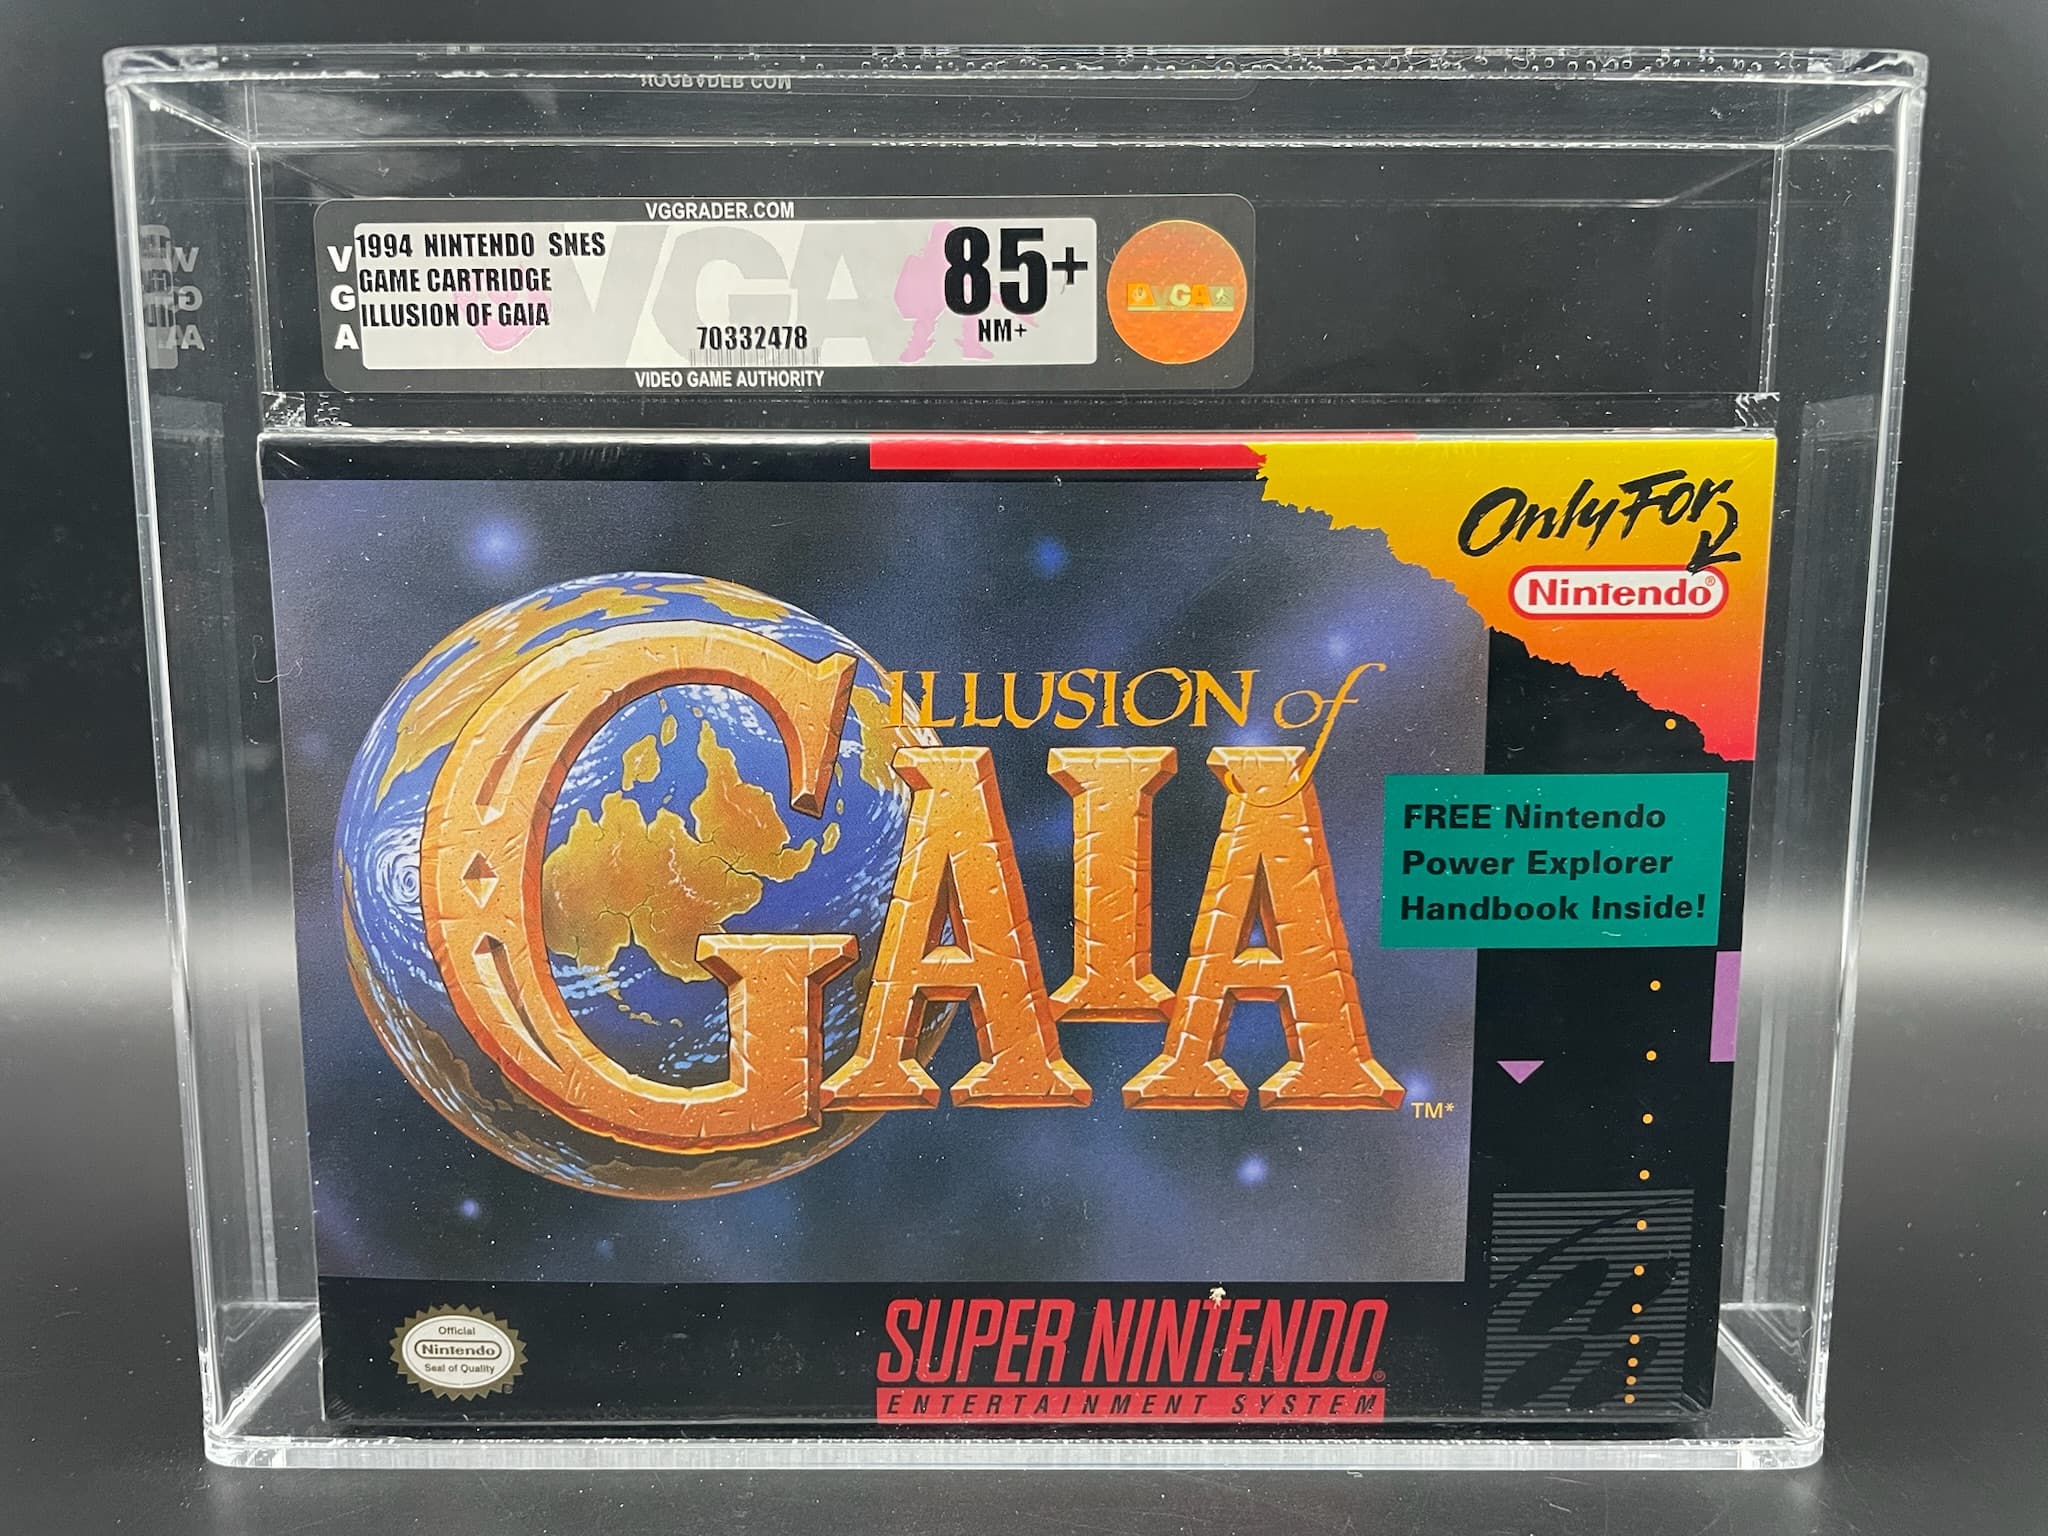 VGGRADER.COM
VGA
1994 NINTENDO SNES
GAME CARTRIDGE
ILLUSION OF GAIA
70332478
85+
NM+
VGA
VIDEO GAME AUTHORITY
Only For
Nintendo®
ILLUSION of
GAIA
TM*
FREE Nintendo
Power Explorer
Handbook Inside!
Official
Nintendo
Seal of Quality
SUPER NINTENDO®
ENTERTAINMENT SYSTEM